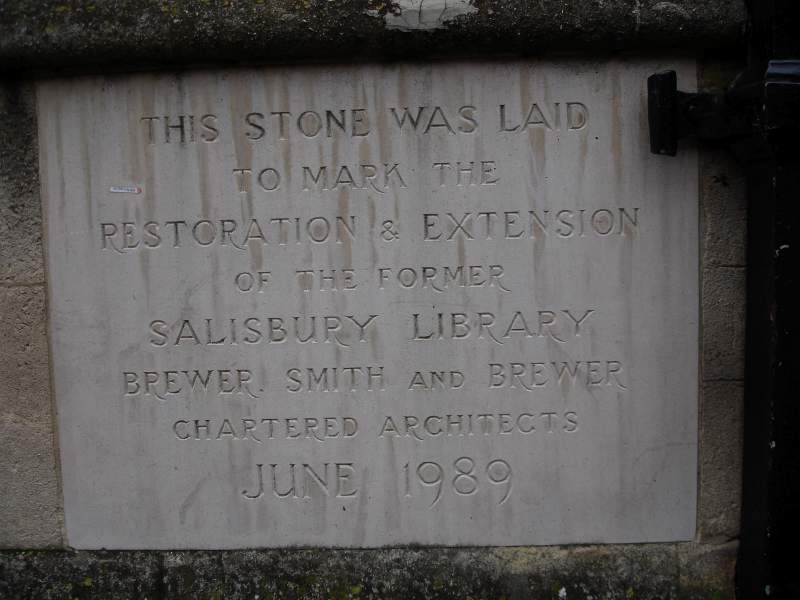 THIS STONE WAS LAID
TO MARK THE
RESTORATION & EXTENSION
OF THE FORMER
SALISBURY LIBRARY
BREWER. SMITH AND BREWER
CHARTERED ARCHITECTS
JUNE 1989